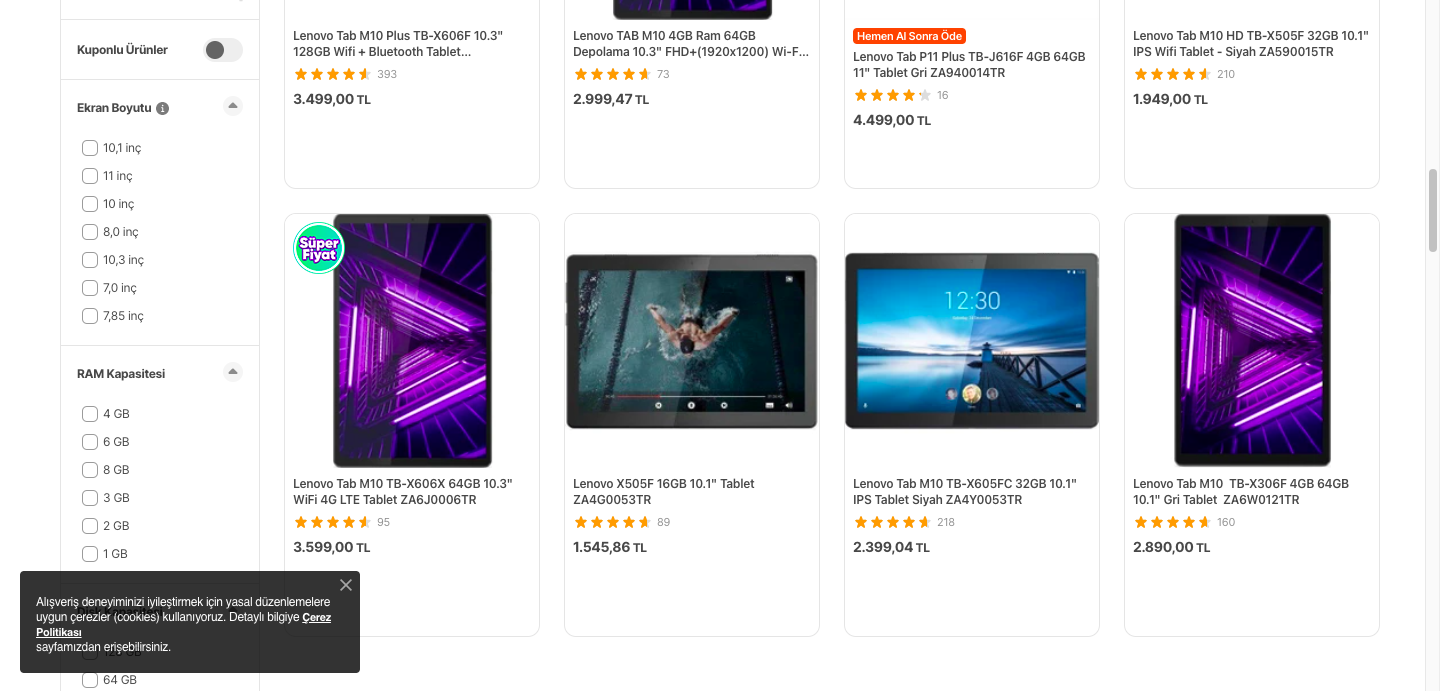 Kuponlu Ürünler
Ekran Boyutu
10,1 inç
11 inç
10 inç
8,0 inç
10,3 inç
7,0 inç
7,85 inç
RAM Kapasitesi
4 GB
6 GB
8 GB
3 GB
2 GB
1 GB
64 GB
Lenovo Tab M10 Plus TB-X606F 10.3"
128GB Wifi + Bluetooth Tablet…
393
3.499,00 TL
Lenovo TAB M10 4GB Ram 64GB
Depolama 10.3" FHD+(1920x1200) Wi-F…
73
2.999,47 TL
Hemen Al Sonra Öde
Lenovo Tab P11 Plus TB-J616F 4GB 64GB
11" Tablet Gri ZA940014TR
16
4.499,00 TL
Lenovo Tab M10 HD TB-X505F 32GB 10.1"
IPS Wifi Tablet - Siyah ZA590015TR
210
1.949,00 TL
Süper
Fiyat
Lenovo Tab M10 TB-X606X 64GB 10.3"
WiFi 4G LTE Tablet ZA6J0006TR
95
3.599,00 TL
Lenovo X505F 16GB 10.1" Tablet
ZA4G0053TR
89
1.545,86 TL
12:30
Lenovo Tab M10 TB-X605FC 32GB 10.1"
IPS Tablet Siyah ZA4Y0053TR
218
2.399,04 TL
Lenovo Tab M10 TB-X306F 4GB 64GB
10.1" Gri Tablet ZA6W0121TR
160
2.890,00 TL
Alışveriş deneyiminizi iyileştirmek için yasal düzenlemelere
uygun çerezler (cookies) kullanıyoruz. Detaylı bilgiye Çerez
Politikası
sayfamızdan erişebilirsiniz.